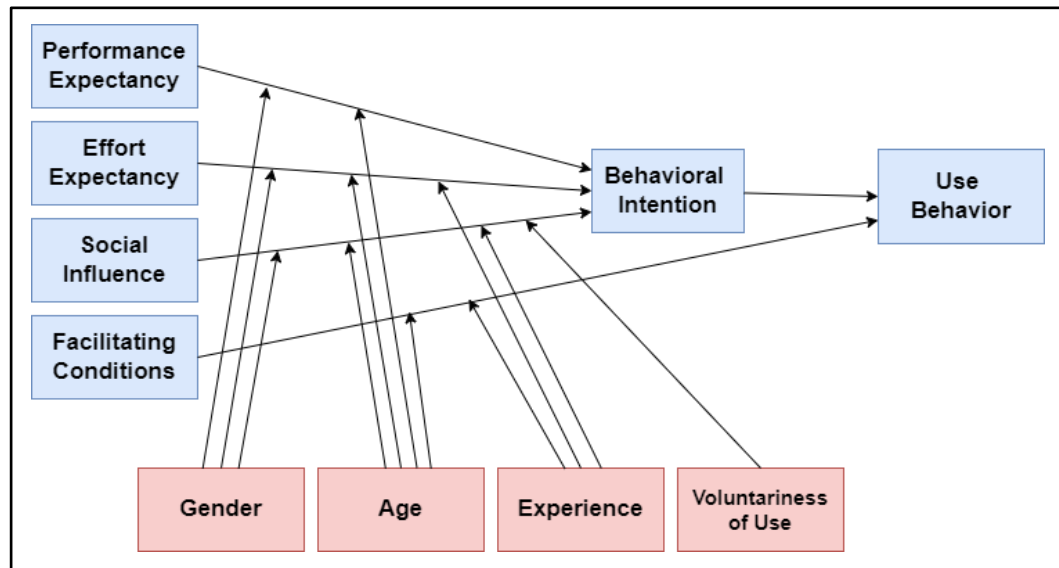 Performance
Expectancy
Effort
Expectancy
Social
Influence
Facilitating
Conditions
Behavioral
Intention
Use
Behavior
Gender
Age
Experience
Voluntariness
of Use